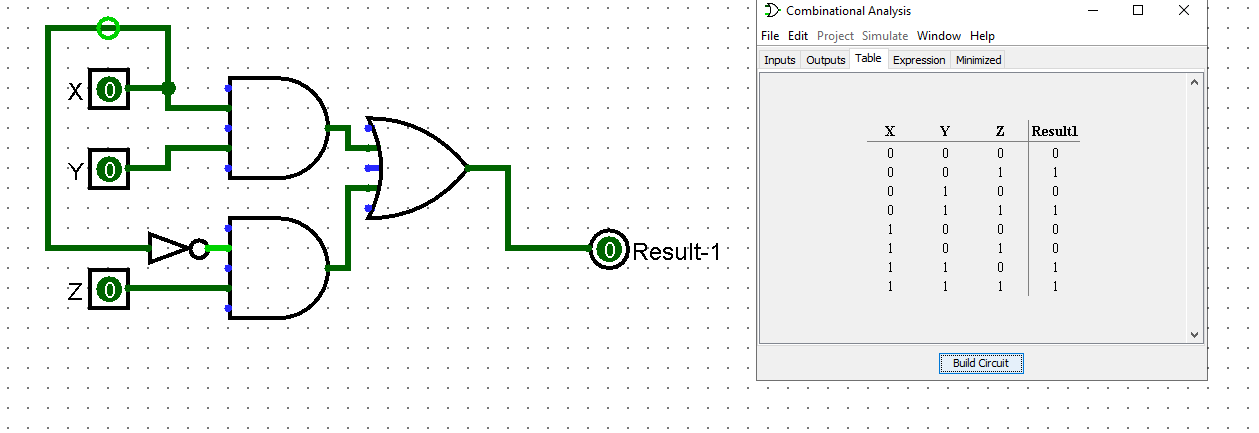 X 0
Y 0
Z 0
0 Result-1
Combinational Analysis
File Edit Project Simulate Window Help
Inputs Outputs Table Expression Minimized
X Y Z Result1
0 0 0 0
0 0 1 1
0 1 0 0
0 1 1 1
1 0 0 0
1 0 1 0
1 1 0 1
1 1 1 1
Build Circuit